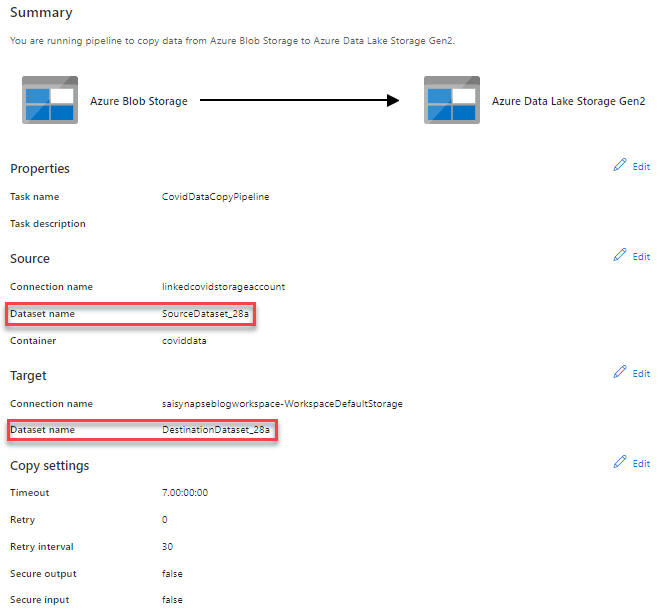 Summary
You are running pipeline to copy data from Azure Blob Storage to Azure Data Lake Storage Gen2.
Azure Blob Storage Azure Data Lake Storage Gen2
Properties Edit
Task name CovidDataCopyPipeline
Task description
Source Edit
Connection name linkedcovidstorageaccount
Dataset name SourceDataset_28a
Container coviddata
Target Edit
Connection name saisynapseblogworkspace-WorkspaceDefaultStorage
Dataset name DestinationDataset_28a
Copy settings Edit
Timeout 7.00:00:00
Retry 0
Retry interval 30
Secure output false
Secure input false